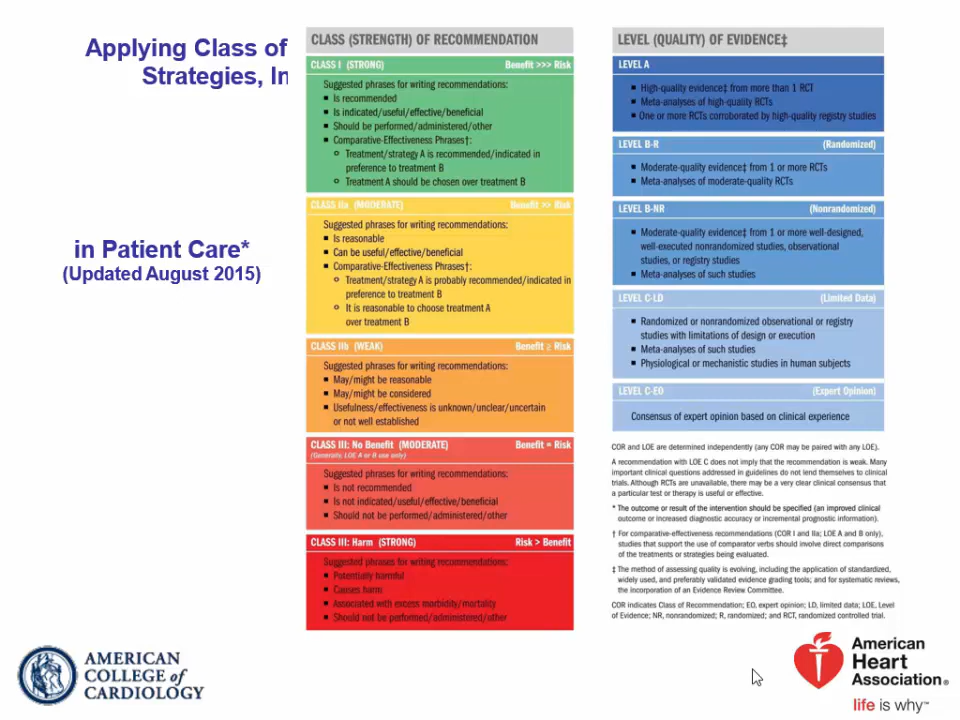 Applying Class of
Strategies, In
in Patient Care*
(Updated August 2015)
CLASS (STRENGTH) OF RECOMMENDATION
CLASS I (STRONG) Benefit >>> Risk
Suggested phrases for writing recommendations:
■ Is recommended
■ Is indicated/useful/effective/beneficial
■ Should be performed/administered/other
■ Comparative-Effectiveness Phrases†:
○ Treatment/strategy A is recommended/indicated in
preference to treatment B
○ Treatment A should be chosen over treatment B
CLASS IIa (MODERATE) Benefit >> Risk
Suggested phrases for writing recommendations:
■ Is reasonable
■ Can be useful/effective/beneficial
■ Comparative-Effectiveness Phrases†:
○ Treatment/strategy A is probably recommended/indicated in
preference to treatment B
○ It is reasonable to choose treatment A
over treatment B
CLASS IIb (WEAK) Benefit ≥ Risk
Suggested phrases for writing recommendations:
■ May/might be reasonable
■ May/might be considered
■ Usefulness/effectiveness is unknown/unclear/uncertain
or not well established
CLASS III: No Benefit (MODERATE) Benefit = Risk
(Generally, LOE A or B use only)
Suggested phrases for writing recommendations:
■ Is not recommended
■ Is not indicated/useful/effective/beneficial
■ Should not be performed/administered/other
CLASS III: Harm (STRONG) Risk > Benefit
Suggested phrases for writing recommendations:
■ Potentially harmful
■ Causes harm
■ Associated with excess morbidity/mortality
■ Should not be performed/administered/other
LEVEL (QUALITY) OF EVIDENCE‡
LEVEL A
■ High-quality evidence‡ from more than 1 RCT
■ Meta-analyses of high-quality RCTs
■ One or more RCTs corroborated by high-quality registry studies
LEVEL B-R (Randomized)
■ Moderate-quality evidence‡ from 1 or more RCTs
■ Meta-analyses of moderate-quality RCTs
LEVEL B-NR (Nonrandomized)
■ Moderate-quality evidence‡ from 1 or more well-designed,
well-executed nonrandomized studies, observational
studies, or registry studies
■ Meta-analyses of such studies
LEVEL C-LD (Limited Data)
■ Randomized or nonrandomized observational or registry
studies with limitations of design or execution
■ Meta-analyses of such studies
■ Physiological or mechanistic studies in human subjects
LEVEL C-EO (Expert Opinion)
Consensus of expert opinion based on clinical experience
COR and LOE are determined independently (any COR may be paired with any LOE).
A recommendation with LOE C does not imply that the recommendation is weak. Many
important clinical questions addressed in guidelines do not lend themselves to clinical
trials. Although RCTs are unavailable, there may be a very clear clinical consensus that
a particular test or therapy is useful or effective.
* The outcome or result of the intervention should be specified (an improved clinical
outcome or increased diagnostic accuracy or incremental prognostic information).
† For comparative-effectiveness recommendations (COR I and IIa; LOE A and B only),
studies that support the use of comparator verbs should involve direct comparisons
of the treatments or strategies being evaluated.
‡ The method of assessing quality is evolving, including the application of standardized,
widely used, and preferably validated evidence grading tools; and for systematic reviews,
the incorporation of an Evidence Review Committee.
COR indicates Class of Recommendation; EO, expert opinion; LD, limited data; LOE, Level
of Evidence; NR, nonrandomized; R, randomized; and RCT, randomized controlled trial.
AMERICAN
COLLEGE of
CARDIOLOGY
American
Heart
Association®
life is why™